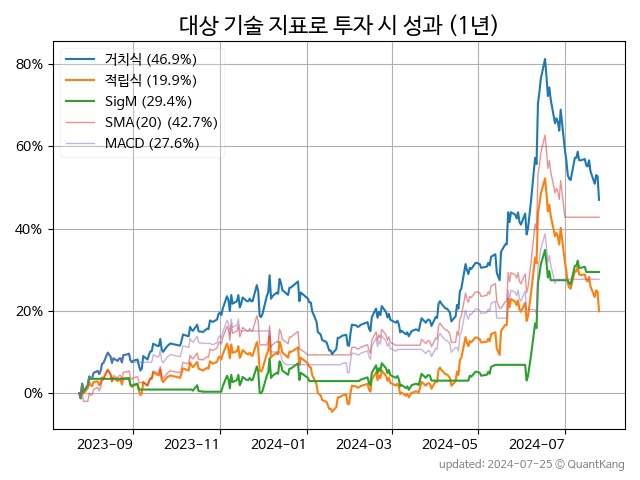 대상 기술 지표로 투자 시 성과 (1년)
거치식 (46.9%)
적립식 (19.9%)
SigM (29.4%)
SMA(20) (42.7%)
MACD (27.6%)
80%
60%
40%
20%
0%
2023-09 2023-11 2024-01 2024-03 2024-05 2024-07
updated: 2024-07-25 © QuantKang